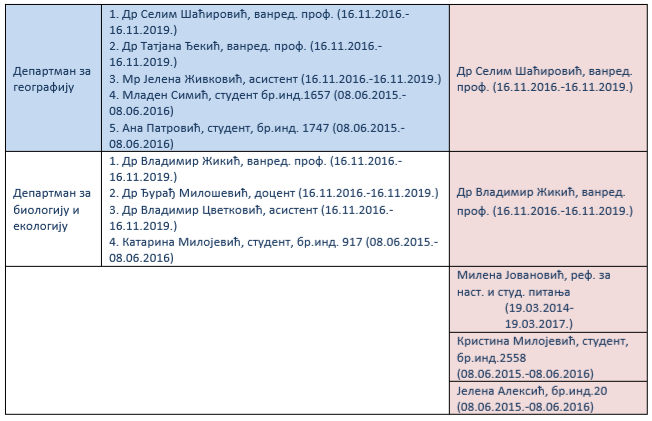 Департман за
географију
1. Др Селим Шаћировић, ванред. проф. (16.11.2016.-
16.11.2019.)
2. Др Татјана Ђекић, ванред. проф. (16.11.2016.-
16.11.2019.)
3. Мр Јелена Живковић, асистент (16.11.2016.-16.11.2019.)
4. Младен Симић, студент бр.инд.1657 (08.06.2015.-
08.06.2016)
5. Ана Патровић, студент, бр.инд. 1747 (08.06.2015.-
08.06.2016)
Др Селим Шаћировић, ванред.
проф. (16.11.2016.-16.11.2019.)
Департман за
биологију и
екологију
1. Др Владимир Жикић, ванред. проф. (16.11.2016.-
16.11.2019.)
2. Др Ђурађ Милошевић, доцент (16.11.2016.-16.11.2019.)
3. Др Владимир Цветковић, асистент (16.11.2016.-
16.11.2019.)
4. Катарина Милојевић, студент, бр.инд. 917 (08.06.2015.-
08.06.2016)
Др Владимир Жикић, ванред.
проф. (16.11.2016.-16.11.2019.)
Милена Јовановић, реф. за
наст. и студ. питања
(19.03.2014-
19.03.2017.)
Кристина Милојевић, студент,
бр.инд.2558
(08.06.2015.-08.06.2016)
Јелена Алексић, бр.инд.20
(08.06.2015.-08.06.2016)